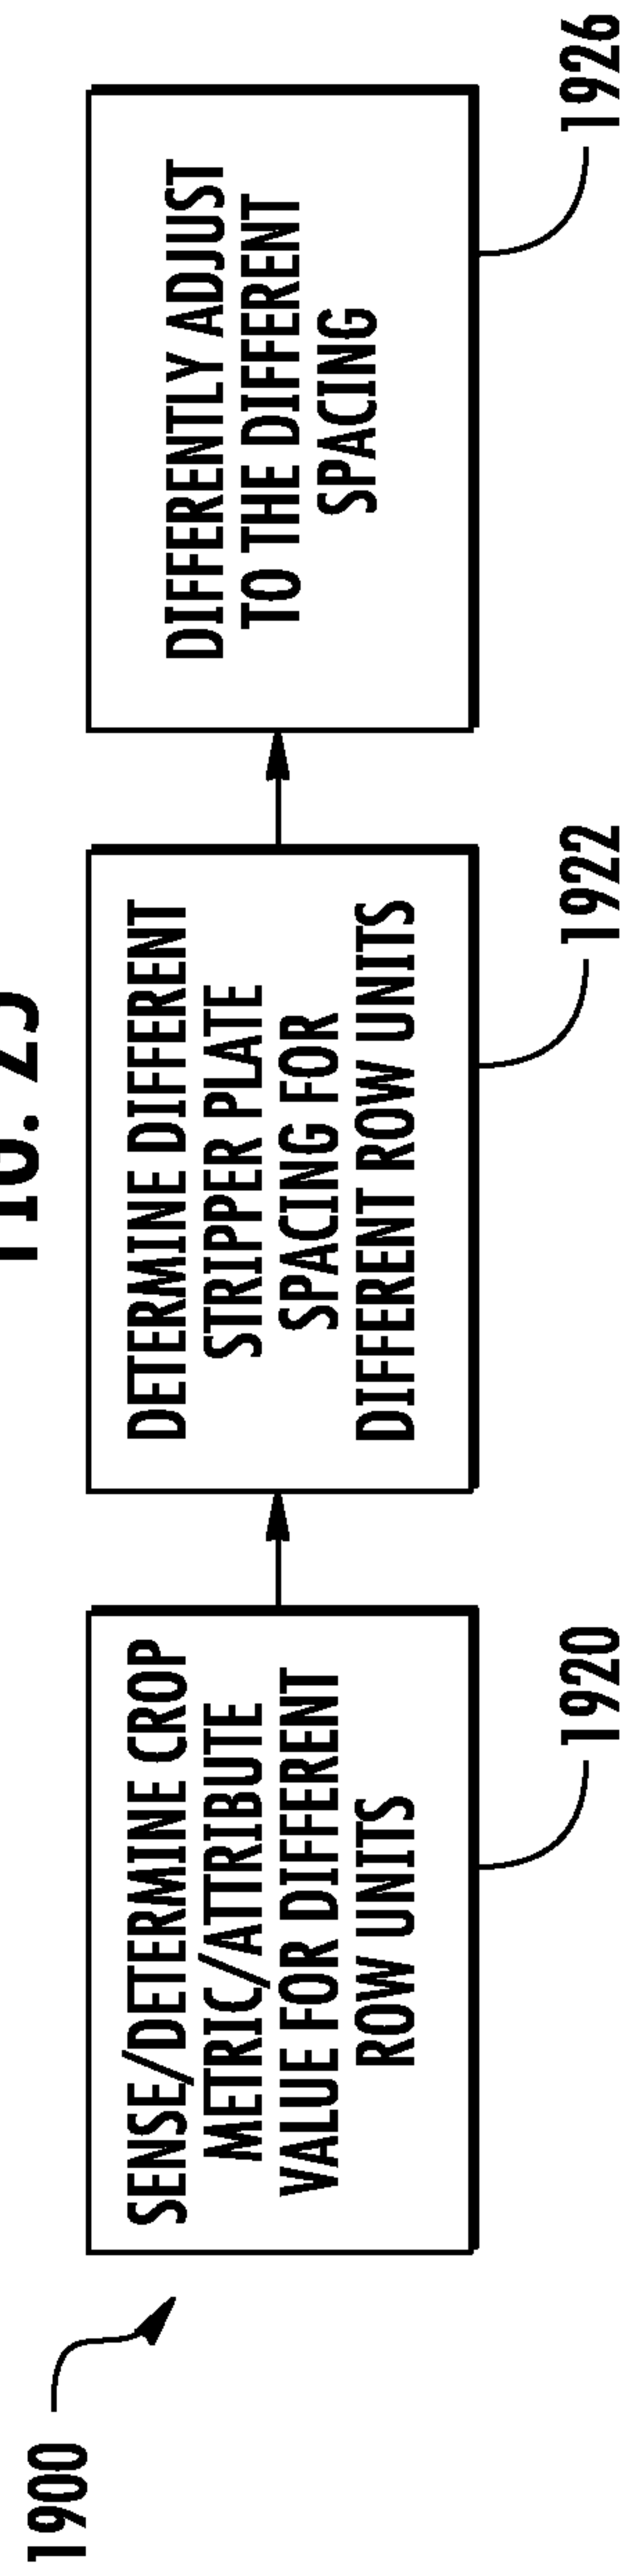 FIG. 25
1900
SENSE/DETERMINE CROP
METRIC/ATTRIBUTE
VALUE FOR DIFFERENT
ROW UNITS
1920
DETERMINE DIFFERENT
STRIPPER PLATE
SPACING FOR
DIFFERENT ROW UNITS
1922
DIFFERENTLY ADJUST
TO THE DIFFERENT
SPACING
1926